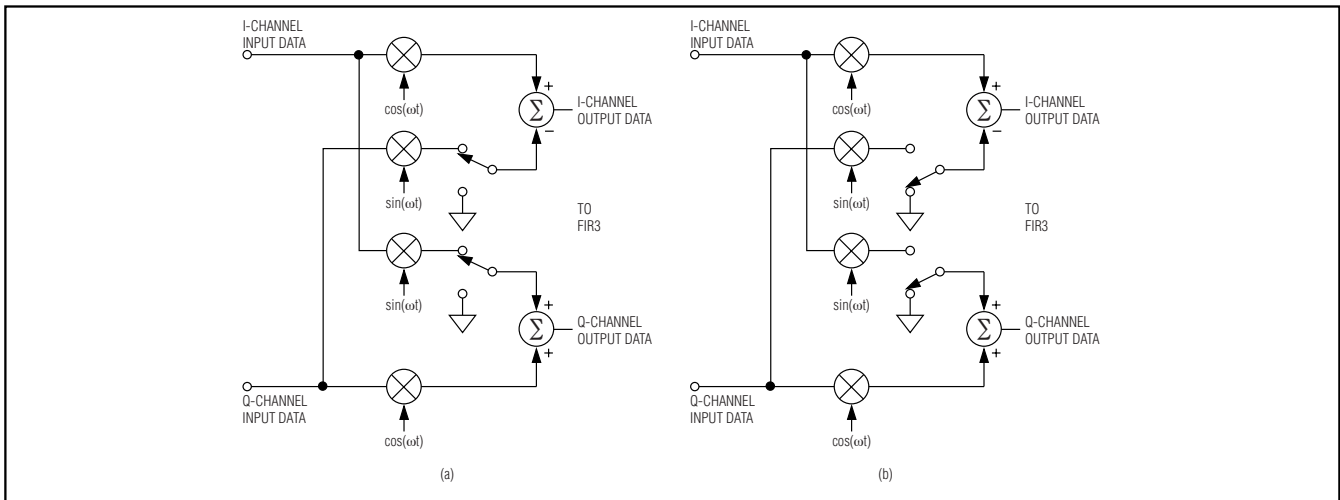 I-CHANNEL
INPUT DATA
cos(ωt)
+
Σ
−
I-CHANNEL
OUTPUT DATA
sin(ωt)
TO
FIR3
sin(ωt)
+
Σ
+
Q-CHANNEL
OUTPUT DATA
Q-CHANNEL
INPUT DATA
cos(ωt)
(a)
I-CHANNEL
INPUT DATA
cos(ωt)
+
Σ
−
I-CHANNEL
OUTPUT DATA
sin(ωt)
TO
FIR3
sin(ωt)
+
Σ
+
Q-CHANNEL
OUTPUT DATA
Q-CHANNEL
INPUT DATA
cos(ωt)
(b)